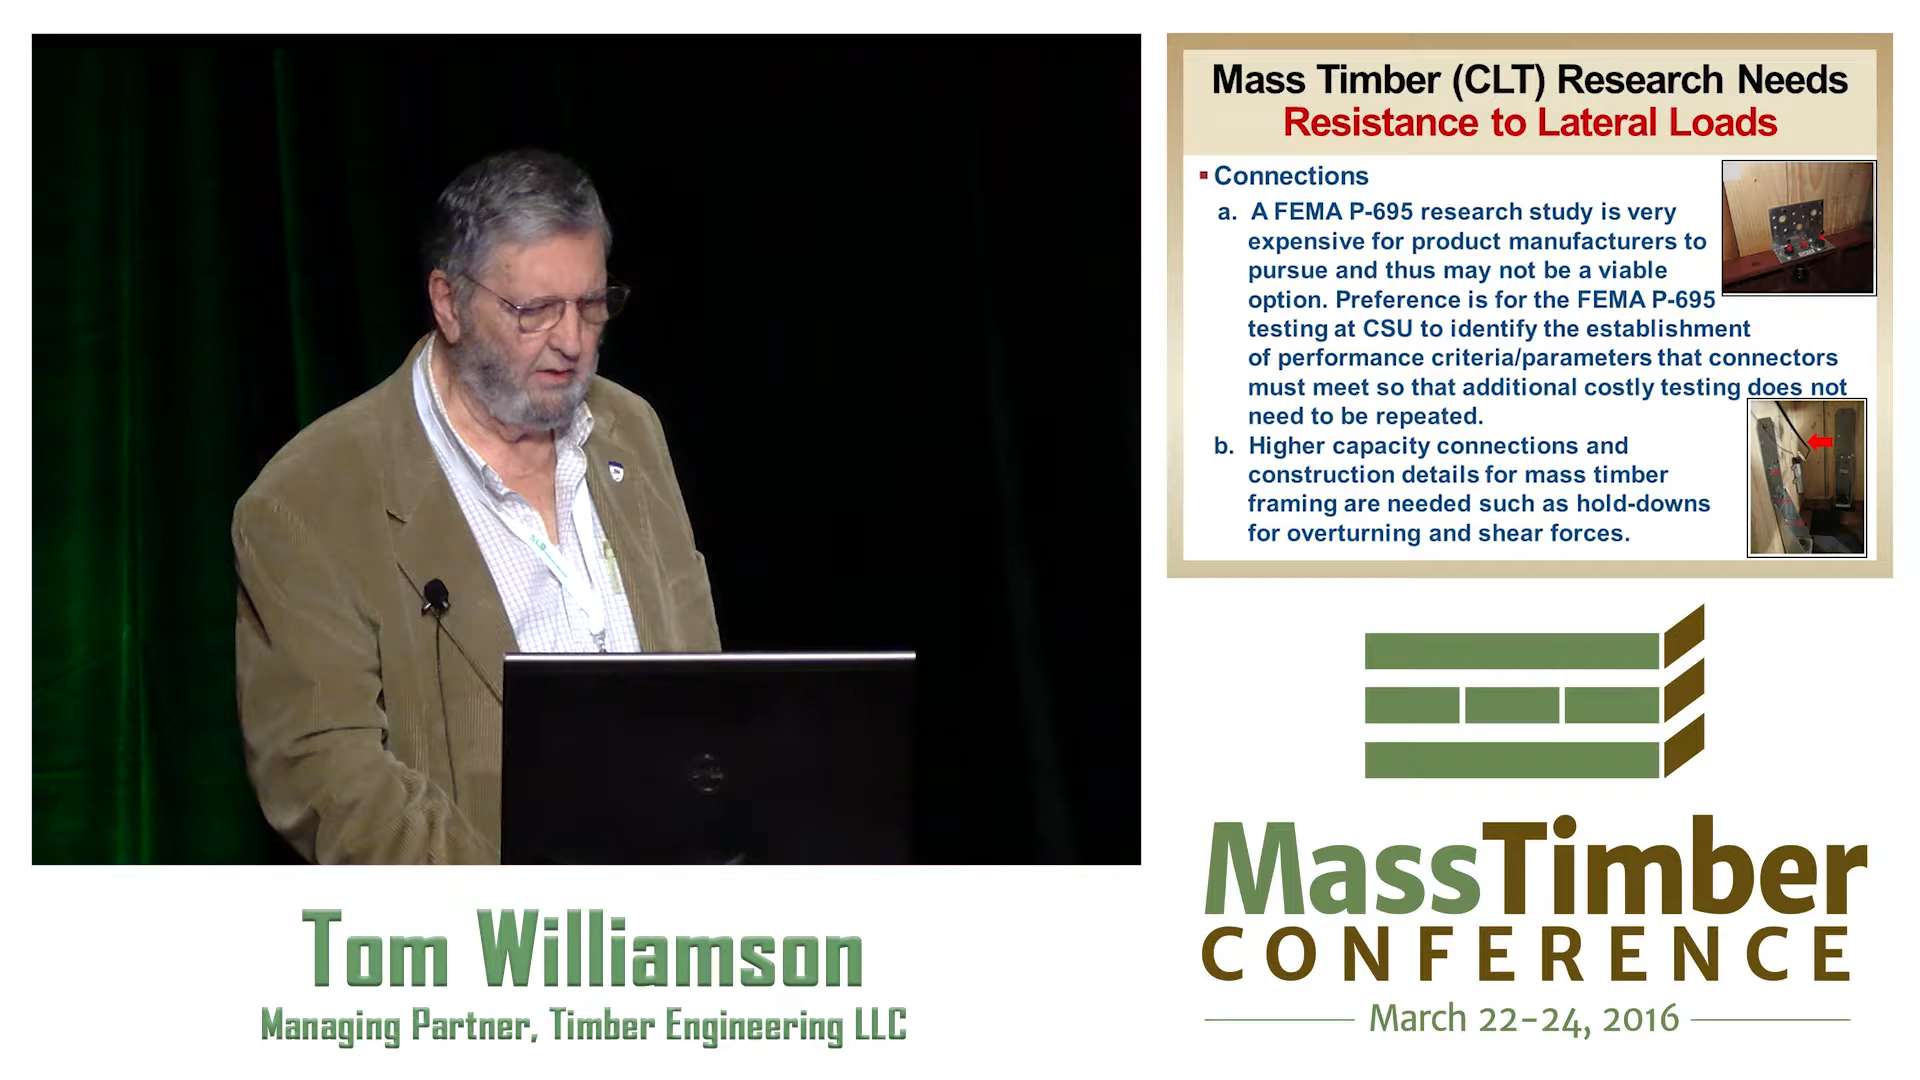 Mass Timber (CLT) Research Needs
Resistance to Lateral Loads
Connections
a. A FEMA P-695 research study is very
expensive for product manufacturers to
pursue and thus may not be a viable
option. Preference is for the FEMA P-695
testing at CSU to identify the establishment
of performance criteria/parameters that connectors
must meet so that additional costly testing does not
need to be repeated.
b. Higher capacity connections and
construction details for mass timber
framing are needed such as hold-downs
for overturning and shear forces.
MassTimber
CONFERENCE
March 22-24, 2016
Tom Williamson
Managing Partner, Timber Engineering LLC